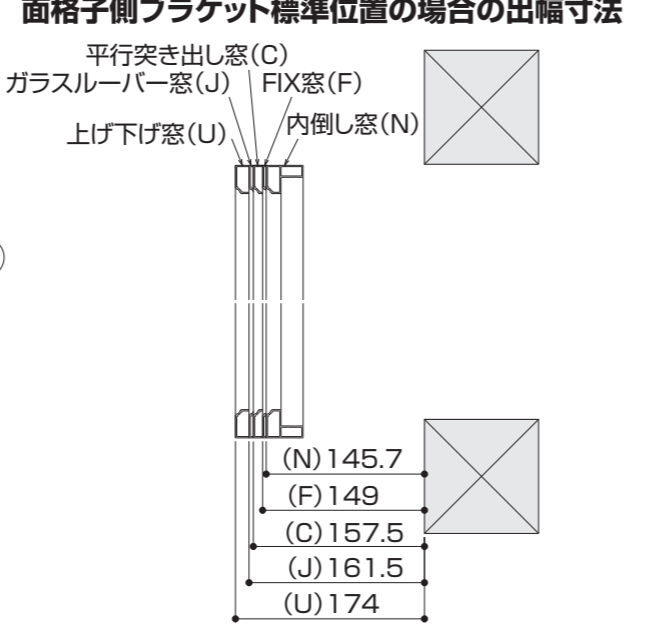 面格子側ブラケット標準位置の場合の出幅寸法
平行突き出し窓(C)
ガラスルーバー窓(J) FIX窓(F)
上げ下げ窓(U) 内倒し窓(N)
(N)145.7
(F)149
(C)157.5
(J)161.5
(U)174